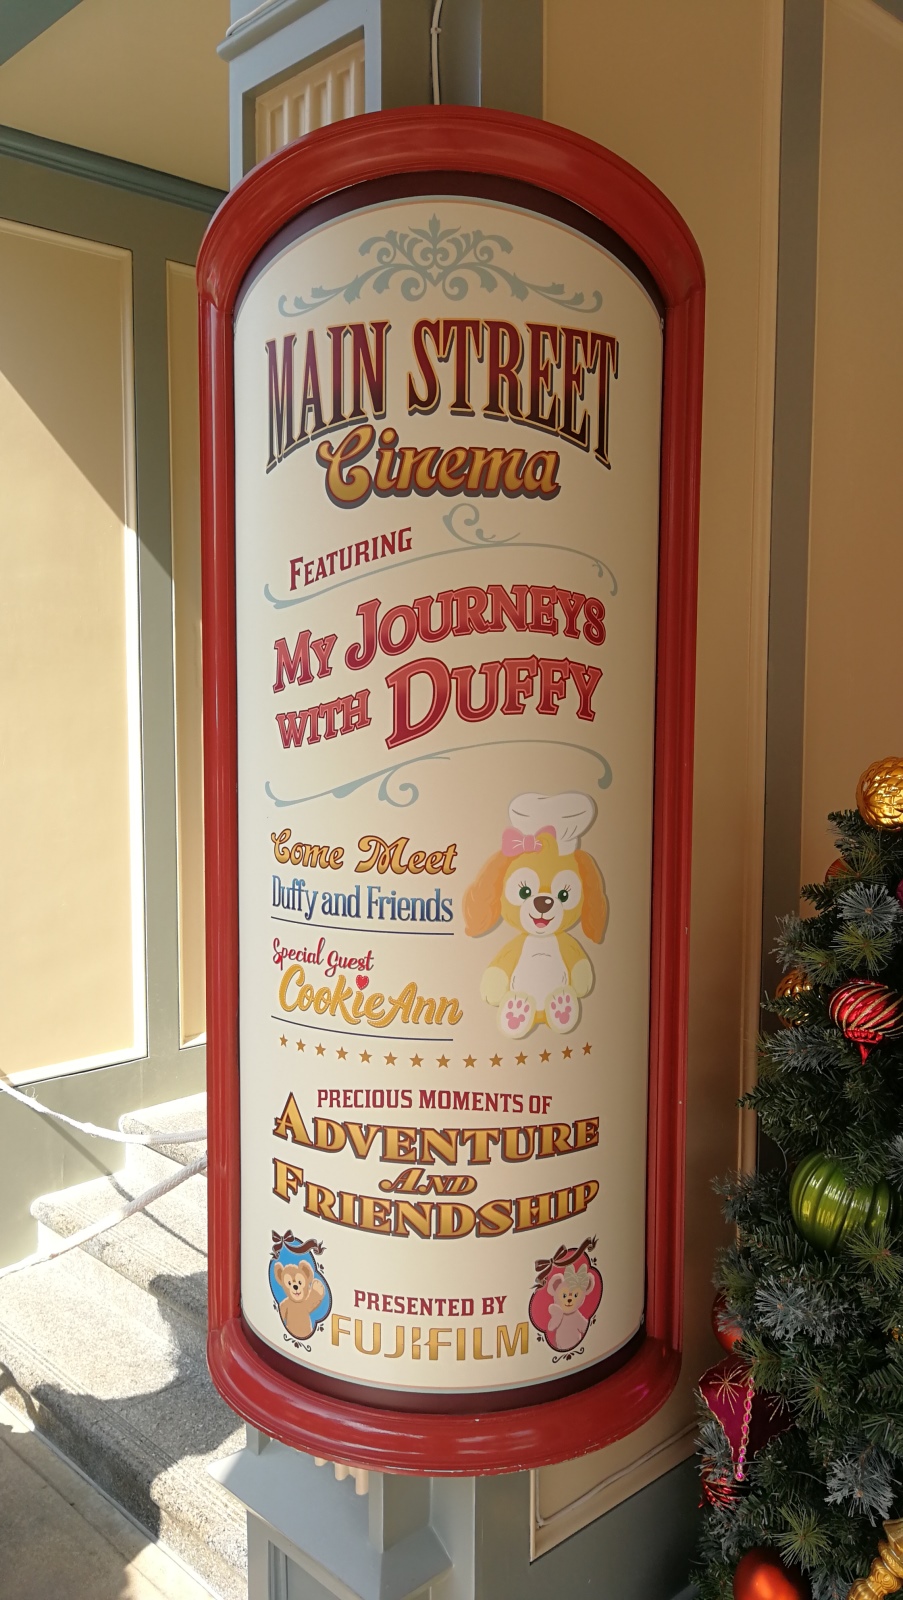 MAIN STREET
Cinema
FEATURING
MY JOURNEYS
WITH DUFFY
Come Meet
Duffy and Friends
Special Guest
CookieAnn
PRECIOUS MOMENTS OF
ADVENTURE
AND
FRIENDSHIP
PRESENTED BY
FUJIFILM